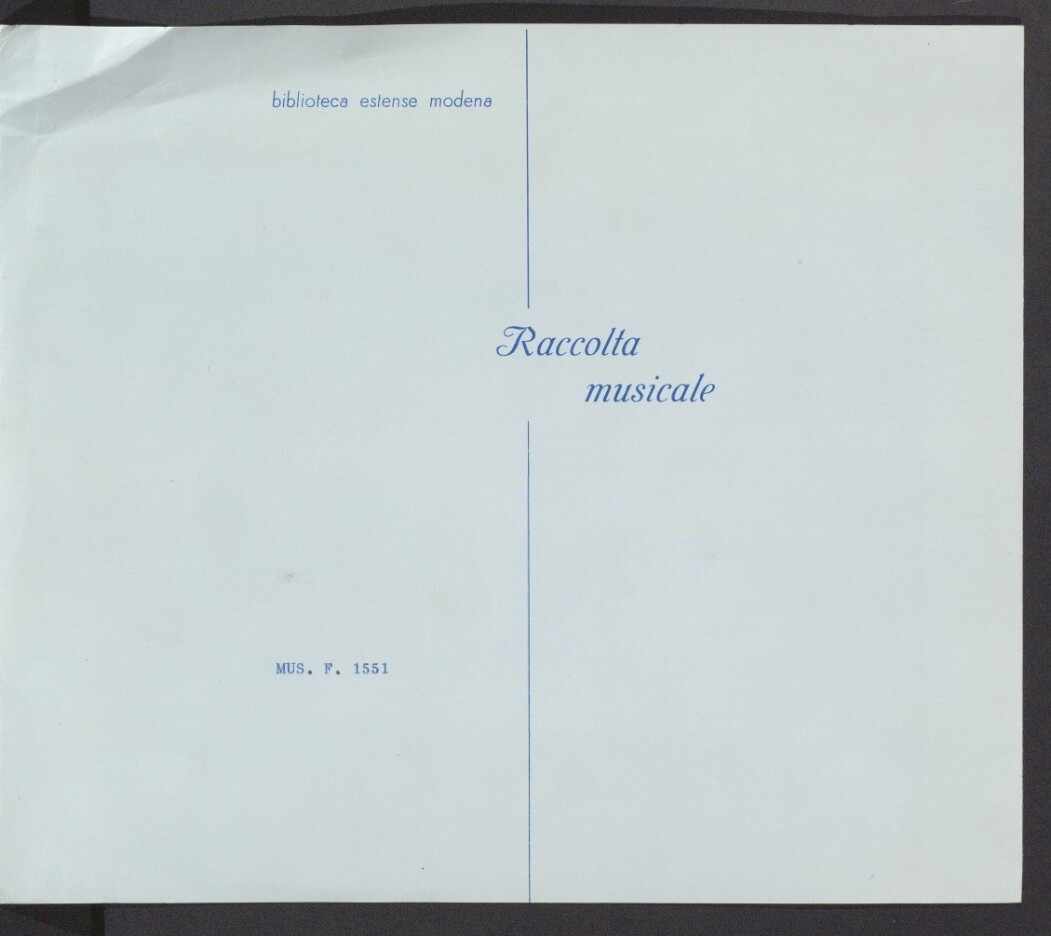 biblioteca estense modena
Raccolta
musicale
MUS. F. 1551